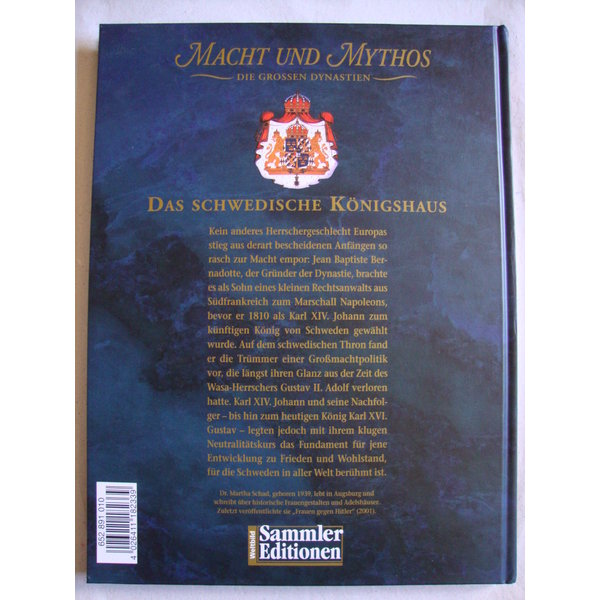 MACHT UND MYTHOS
DIE GROSSEN DYNASTIEN
DAS SCHWEDISCHE KÖNIGSHAUS
Kein anderes Herrschergeschlecht Europas
stieg aus derart bescheidenen Anfängen so
rasch zur Macht empor: Jean Baptiste Ber-
nadotte, der Gründer der Dynastie, brachte
es als Sohn eines kleinen Rechtsanwalts aus
Südfrankreich zum Marschall Napoleons,
bevor er 1810 als Karl XIV. Johann zum
künftigen König von Schweden gewählt
wurde. Auf dem schwedischen Thron fand
er die Trümmer einer Großmachtpolitik
vor, die längst ihren Glanz aus der Zeit des
Wasa-Herrschers Gustav II. Adolf verloren
hatte. Karl XIV. Johann und seine Nachfol-
ger – bis hin zum heutigen König Karl XVI.
Gustav – legten jedoch mit ihrem klugen
Neutralitätskurs das Fundament für jene
Entwicklung zu Frieden und Wohlstand,
für die Schweden in aller Welt berühmt ist.
Dr. Martha Schad, geboren 1939, lebt in Augsburg und
schreibt über historische Frauengestalten und Adelshäuser.
Zuletzt veröffentlichte sie „Frauen gegen Hitler" (2001).
652 891 010
4 026411 182339
Weltbild
Sammler
Editionen